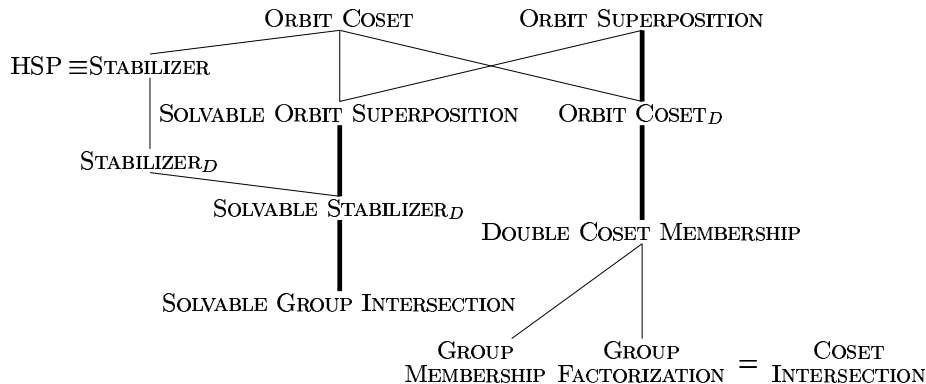 ORBIT COSET ORBIT SUPERPOSITION
HSP ≡STABILIZER
SOLVABLE ORBIT SUPERPOSITION ORBIT COSET_D
STABILIZER_D
SOLVABLE STABILIZER_D
DOUBLE COSET MEMBERSHIP
SOLVABLE GROUP INTERSECTION
GROUP MEMBERSHIP GROUP FACTORIZATION = COSET INTERSECTION